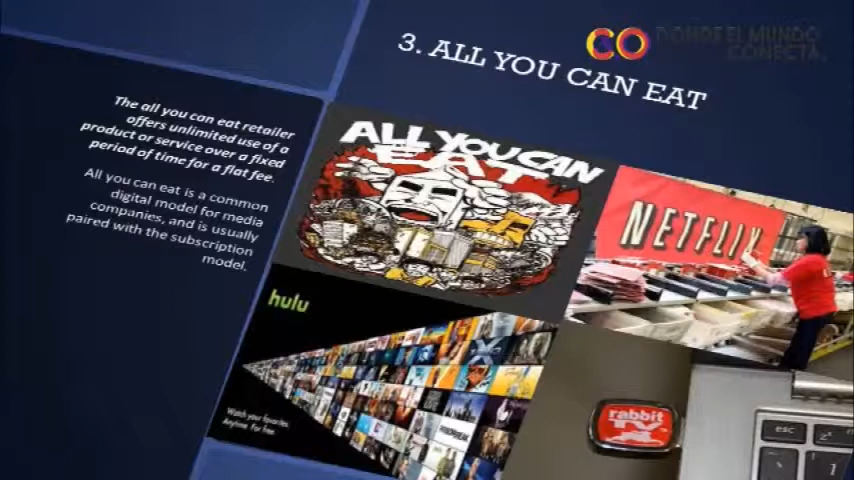 3. ALL YOU CAN EAT
CO DONDE EL MUNDO
CONECTA.
The all you can eat retailer
offers unlimited use of a
product or service over a fixed
period of time for a flat fee.
All you can eat is a common
digital model for media
companies, and is usually
paired with the subscription
model.
ALL YOU CAN
EAT
NETFLIX
hulu
Watch your favorites.
Anytime. For free.
rabbit
TV
esc
1